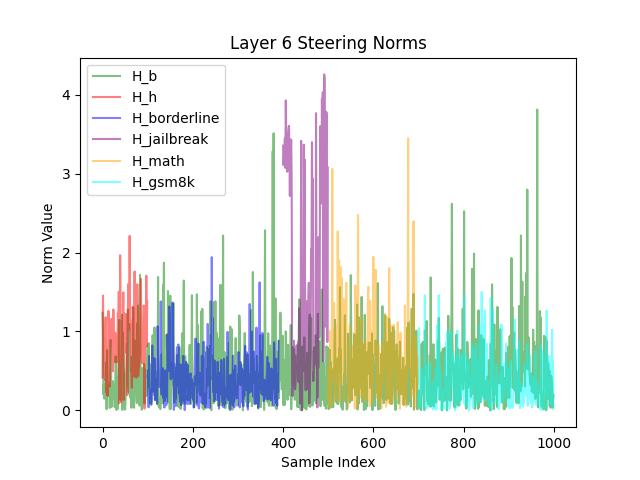 Layer 6 Steering Norms
H_b
H_h
H_borderline
H_jailbreak
H_math
H_gsm8k
Norm Value
4
3
2
1
0
0
200
400
600
800
1000
Sample Index